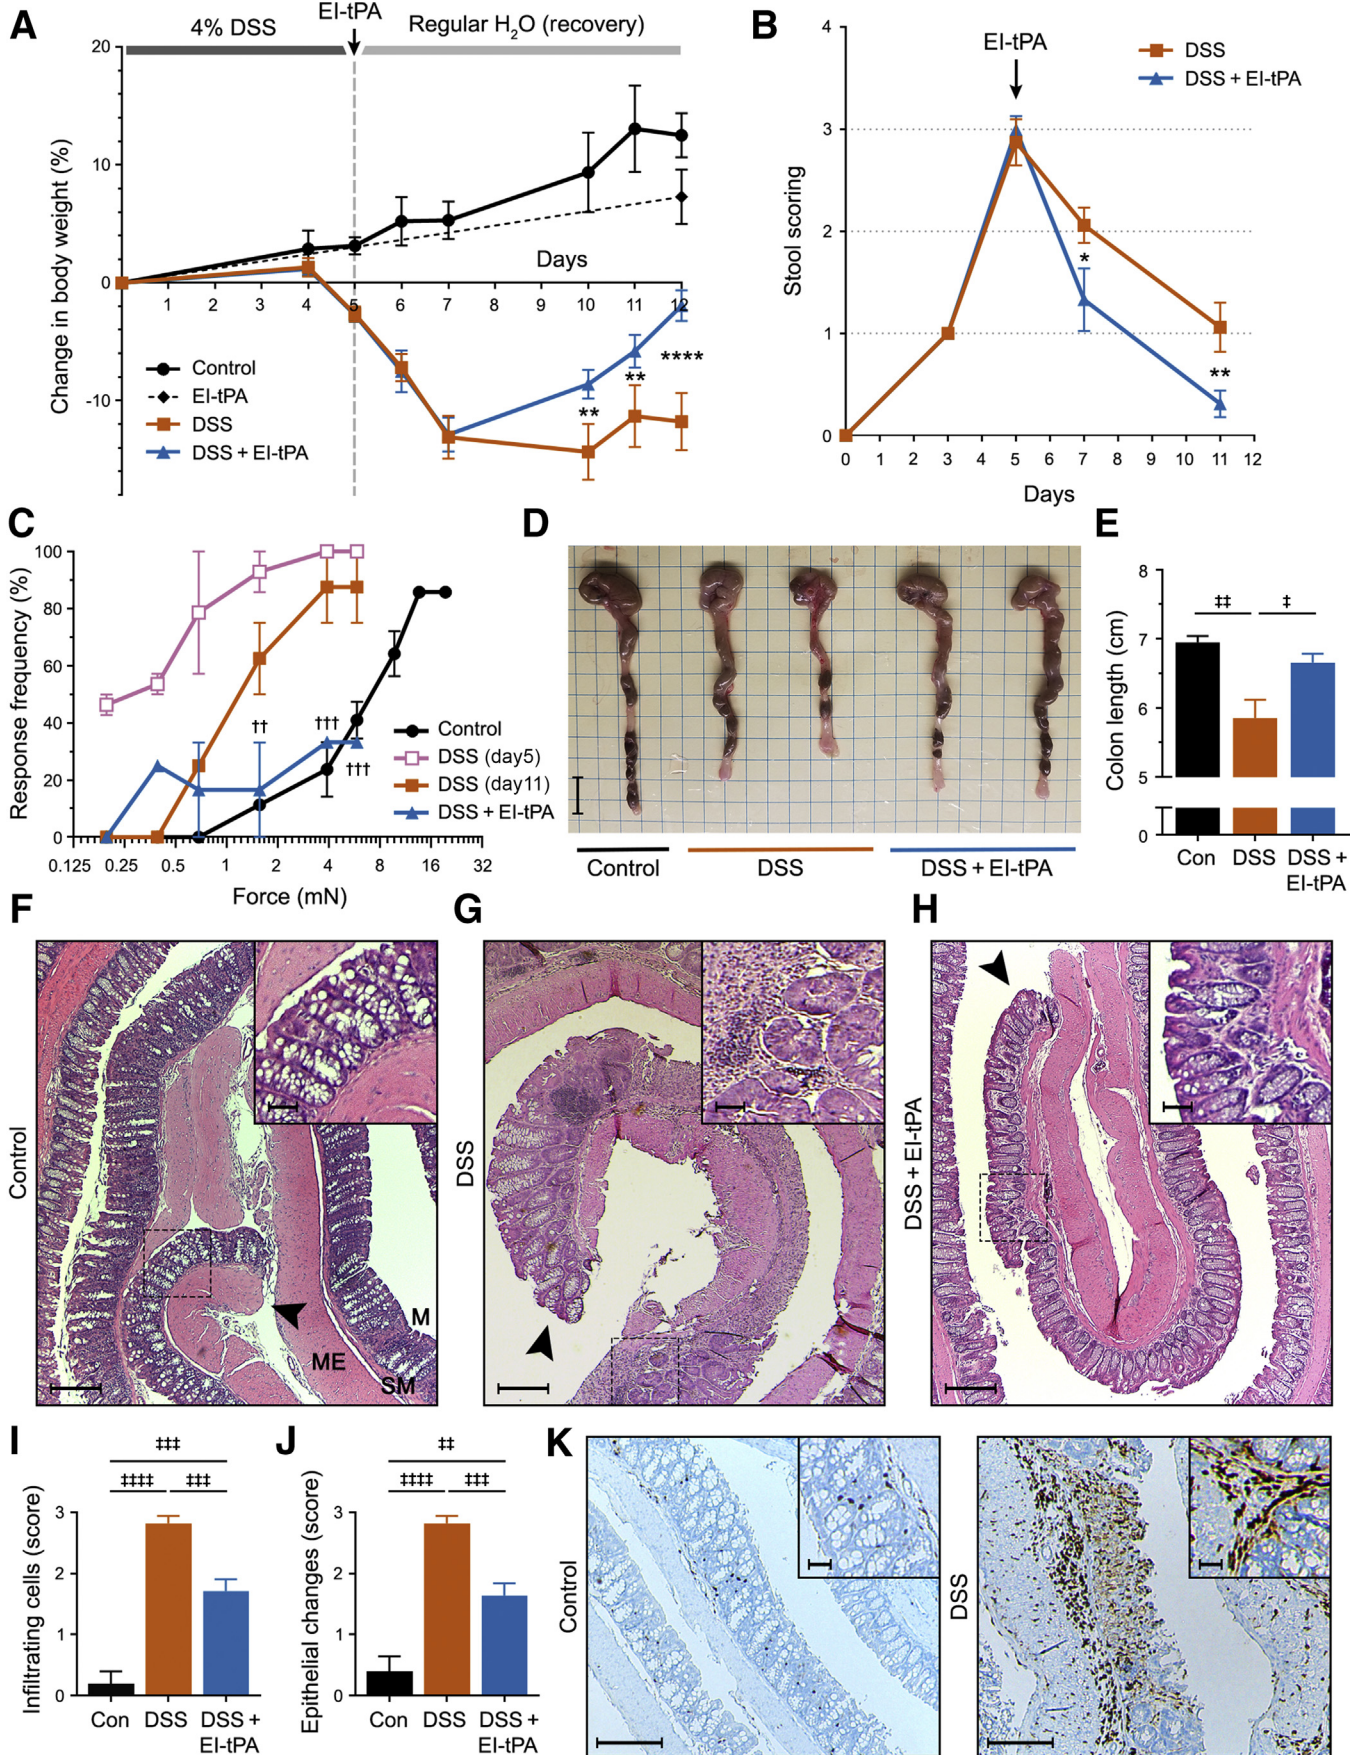 A
4% DSS
EI-tPA
Regular H2O (recovery)
20
10
0
-10
Change in body weight (%)
Days
1 2 3 4 5 6 7 8 9 10 11 12
Control
EI-tPA
DSS
DSS + EI-tPA
**
**
****
B
EI-tPA
DSS
DSS + EI-tPA
4
3
2
1
0
Stool scoring
*
**
0 1 2 3 4 5 6 7 8 9 10 11 12
Days
C
100
80
60
40
20
0
Response frequency (%)
††
†††
†††
Control
DSS (day5)
DSS (day11)
DSS + EI-tPA
0.125 0.25 0.5 1 2 4 8 16 32
Force (mN)
D
Control
DSS
DSS + EI-tPA
E
8
7
6
5
0
Colon length (cm)
‡‡
‡
Con
DSS
DSS +
EI-tPA
F
Control
M
ME
SM
G
DSS
H
DSS + EI-tPA
I
‡‡‡
‡‡‡‡
‡‡‡
3
2
1
0
Infiltrating cells (score)
Con
DSS
DSS +
EI-tPA
J
‡‡
‡‡‡‡
‡‡‡
3
2
1
0
Epithelial changes (score)
Con
DSS
DSS +
EI-tPA
K
Control
DSS